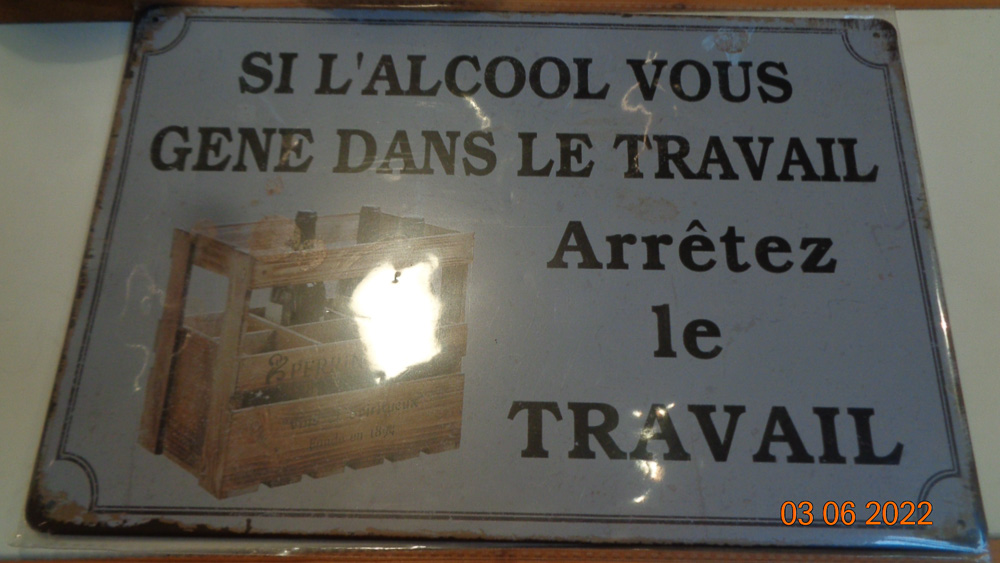 SI L'ALCOOL VOUS
GENE DANS LE TRAVAIL
Arrêtez
le
TRAVAIL
03 06 2022